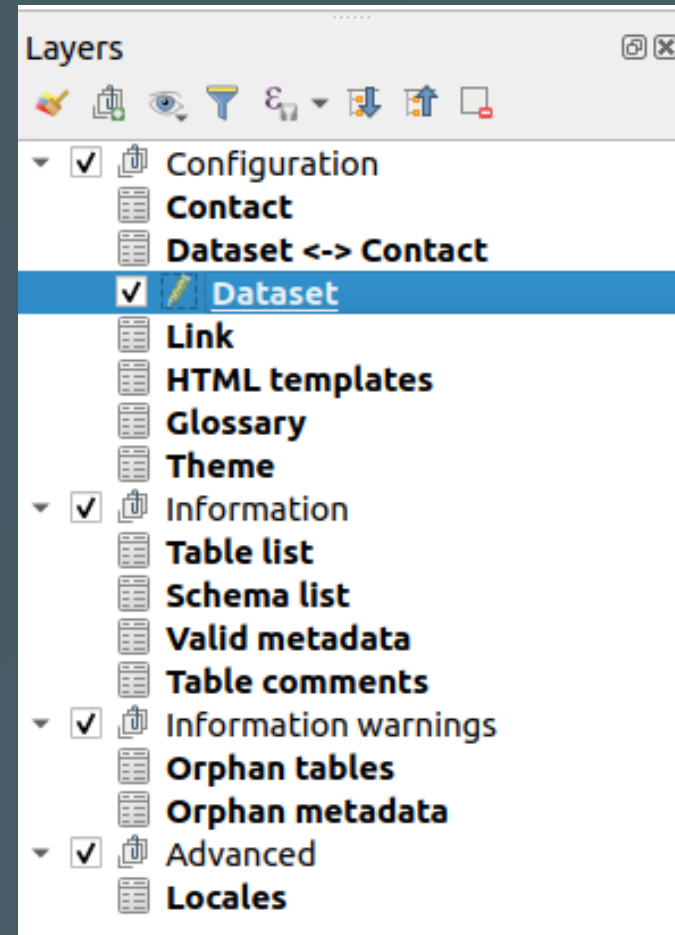 Layers
Configuration
Contact
Dataset <-> Contact
Dataset
Link
HTML templates
Glossary
Theme
Information
Table list
Schema list
Valid metadata
Table comments
Information warnings
Orphan tables
Orphan metadata
Advanced
Locales